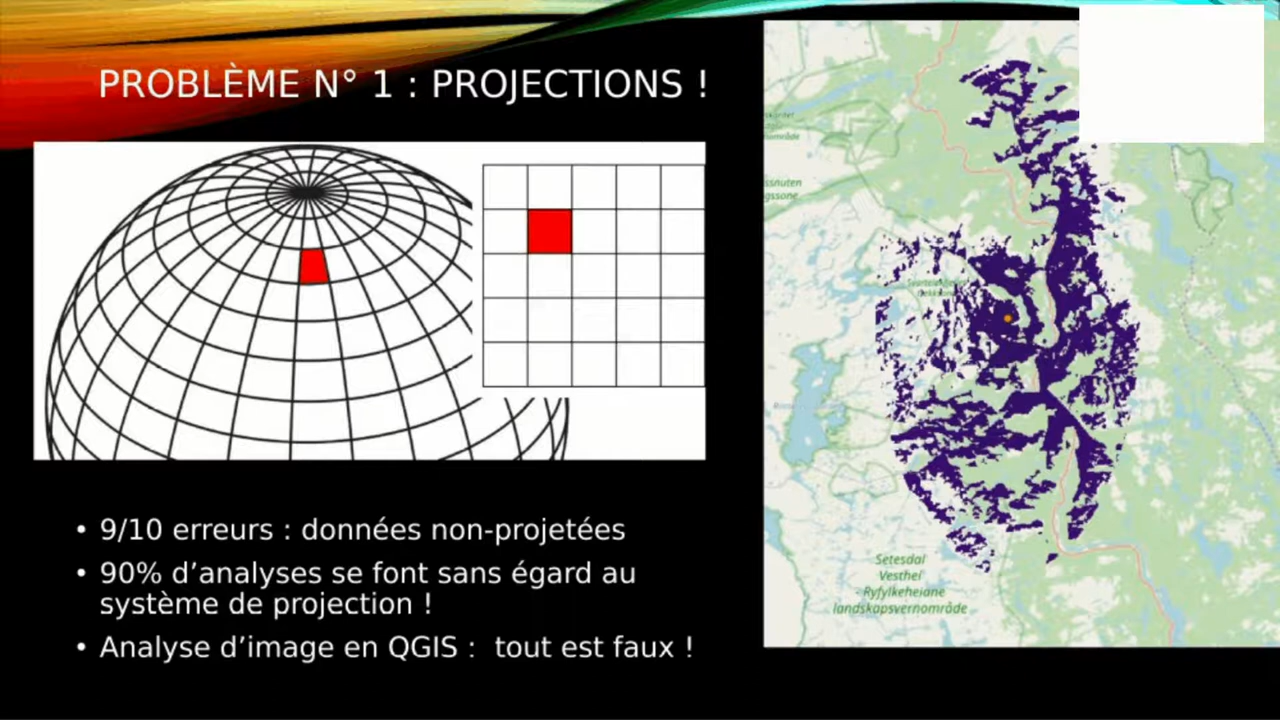 PROBLÈME N° 1 : PROJECTIONS !
• 9/10 erreurs : données non-projetées
• 90% d’analyses se font sans égard au
système de projection !
• Analyse d’image en QGIS :  tout est faux !
Setesdal
Vesthei
- Ryfylkeheiane
landskapsvernområde